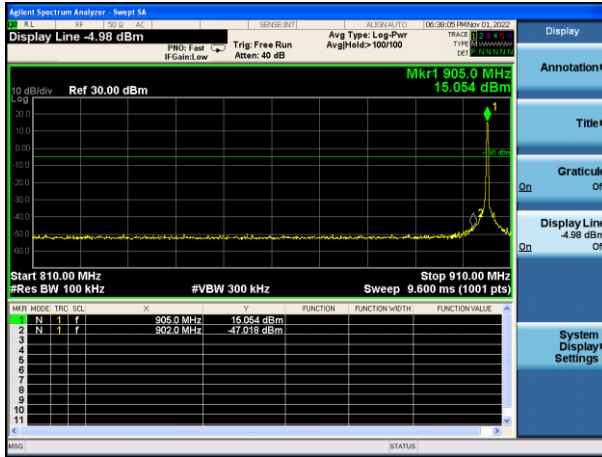 Agilent Spectrum Analyzer - Swept SA
RL RF 50 Ω AC SENSE:INT ALIGNAUTO 06:38:05 PM Nov 01, 2022
Display Line -4.98 dBm
PNO: Fast
IFGain:Low
Trig: Free Run
Atten: 40 dB
Avg Type: Log-Pwr
Avg|Hold:>100/100
TRACE 1 2 3 4 5 6
TYPE M
DET P N N N N N
Mkr1 905.0 MHz
15.054 dBm
10 dB/div Ref 30.00 dBm
Log
20.0
10.0
0.00
-10.0
-20.0
-30.0
-40.0
-50.0
-60.0
1
-4.98 dBm
2
Start 810.00 MHz
Stop 910.00 MHz
#Res BW 100 kHz #VBW 300 kHz Sweep 9.600 ms (1001 pts)
MKR MODE TRC SCL X Y FUNCTION FUNCTION WIDTH FUNCTION VALUE
1 N 1 f 905.0 MHz 15.054 dBm
2 N 1 f 902.0 MHz -47.018 dBm
3
4
5
6
7
8
9
10
11
MSG STATUS
Display
Annotation
Title
Graticule
On Of
Display Line
-4.98 dBm
On Of
System
Display
Settings